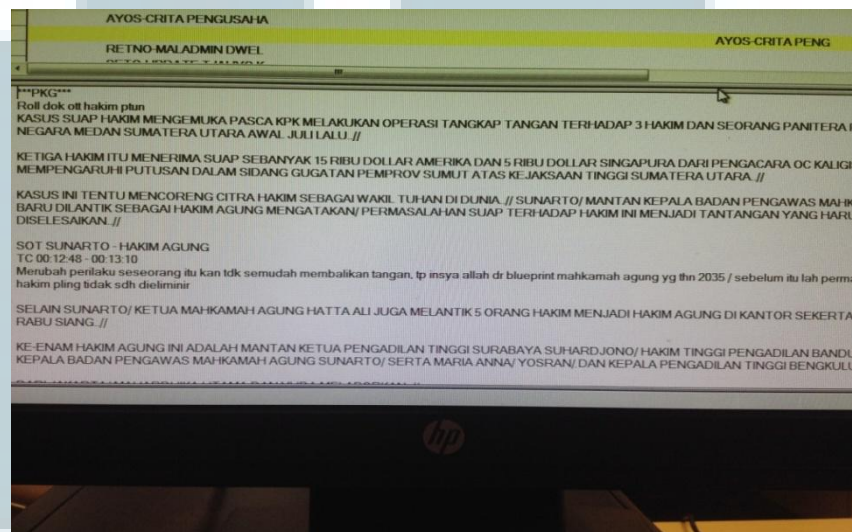 AYOS-CRITA PENGUSAHA
AYOS-CRITA PENG
RETNO-MALADMIN DWEL
***PKG***
Roll dok ott hakim ptun
KASUS SUAP HAKIM MENGEMUKA PASCA KPK MELAKUKAN OPERASI TANGKAP TANGAN TERHADAP 3 HAKIM DAN SEORANG PANITERA
NEGARA MEDAN SUMATERA UTARA AWAL JULI LALU..//
KETIGA HAKIM ITU MENERIMA SUAP SEBANYAK 15 RIBU DOLLAR AMERIKA DAN 5 RIBU DOLLAR SINGAPURA DARI PENGACARA OC KALIGI
MEMPENGARUHI PUTUSAN DALAM SIDANG GUGATAN PEMPROV SUMUT ATAS KEJAKSAAN TINGGI SUMATERA UTARA..//
KASUS INI TENTU MENCORENG CITRA HAKIM SEBAGAI WAKIL TUHAN DI DUNIA..// SUNARTO/ MANTAN KEPALA BADAN PENGAWAS MAHK
BARU DILANTIK SEBAGAI HAKIM AGUNG MENGATAKAN/ PERMASALAHAN SUAP TERHADAP HAKIM INI MENJADI TANTANGAN YANG HARU
DISELESAIKAN..//
SOT SUNARTO - HAKIM AGUNG
TC 00:12:48 - 00:13:10
Merubah perilaku seseorang itu kan tdk semudah membalikan tangan, tp insya allah dr blueprint mahkamah agung yg thn 2035 / sebelum itu lah perma
hakim pling tidak sdh dieliminir
SELAIN SUNARTO/ KETUA MAHKAMAH AGUNG HATTA ALI JUGA MELANTIK 5 ORANG HAKIM MENJADI HAKIM AGUNG DI KANTOR SEKERTA
RABU SIANG..//
KE-ENAM HAKIM AGUNG INI ADALAH MANTAN KETUA PENGADILAN TINGGI SURABAYA SUHARDJONO/ HAKIM TINGGI PENGADILAN BANDU
KEPALA BADAN PENGAWAS MAHKAMAH AGUNG SUNARTO/ SERTA MARIA ANNA/ YOSRAN/ DAN KEPALA PENGADILAN TINGGI BENGKULU
hp